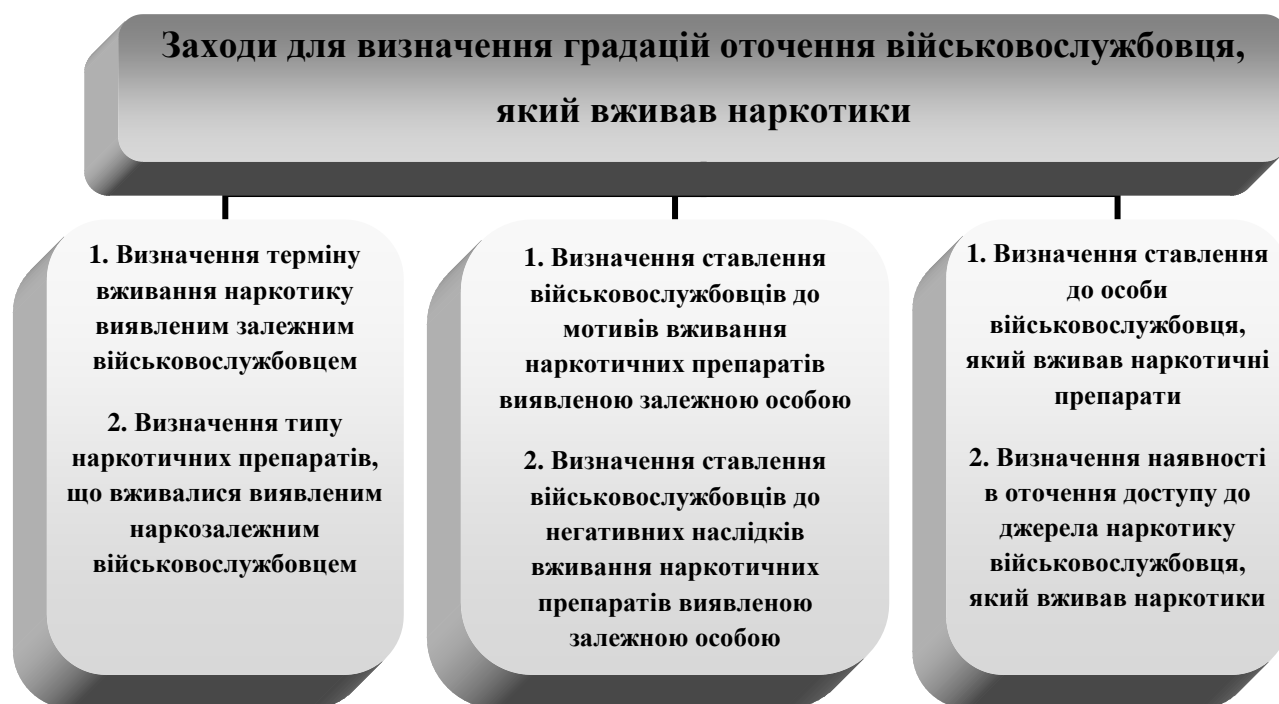 Заходи для визначення градацій оточення військовослужбовця,
який вживав наркотики
1. Визначення терміну
вживання наркотику
виявленим залежним
військовослужбовцем
2. Визначення типу
наркотичних препаратів,
що вживалися виявленим
наркозалежним
військовослужбовцем
1. Визначення ставлення
військовослужбовців до
мотивів вживання
наркотичних препаратів
виявленою залежною особою
2. Визначення ставлення
військовослужбовців до
негативних наслідків
вживання наркотичних
препаратів виявленою
залежною особою
1. Визначення ставлення
до особи
військовослужбовця,
який вживав наркотичні
препарати
2. Визначення наявності
в оточення доступу до
джерела наркотику
військовослужбовця,
який вживав наркотики